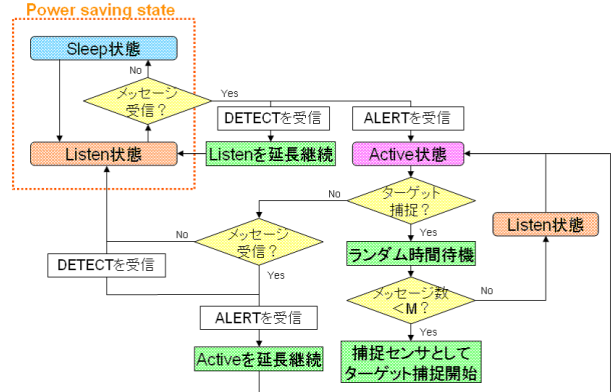 Power saving state
Sleep状態
No
メッセージ
受信？
Yes
DETECTを受信
ALERTを受信
Listen状態
Listenを延長継続
Active状態
No
ターゲット
捕捉？
Listen状態
No
メッセージ
受信？
Yes
ランダム時間待機
DETECTを受信
Yes
メッセージ数
<M？
No
ALERTを受信
Yes
Activeを延長継続
捕捉センサとして
ターゲット捕捉開始